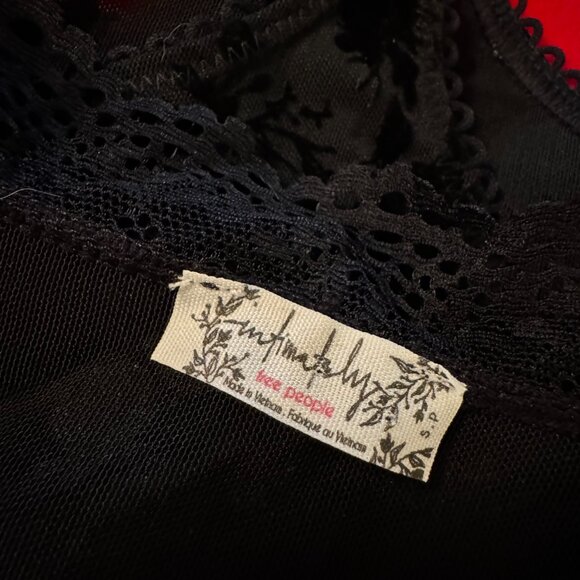 intimately
free people
Made in Vietnam . Fabriqué au Vietnam
S.P